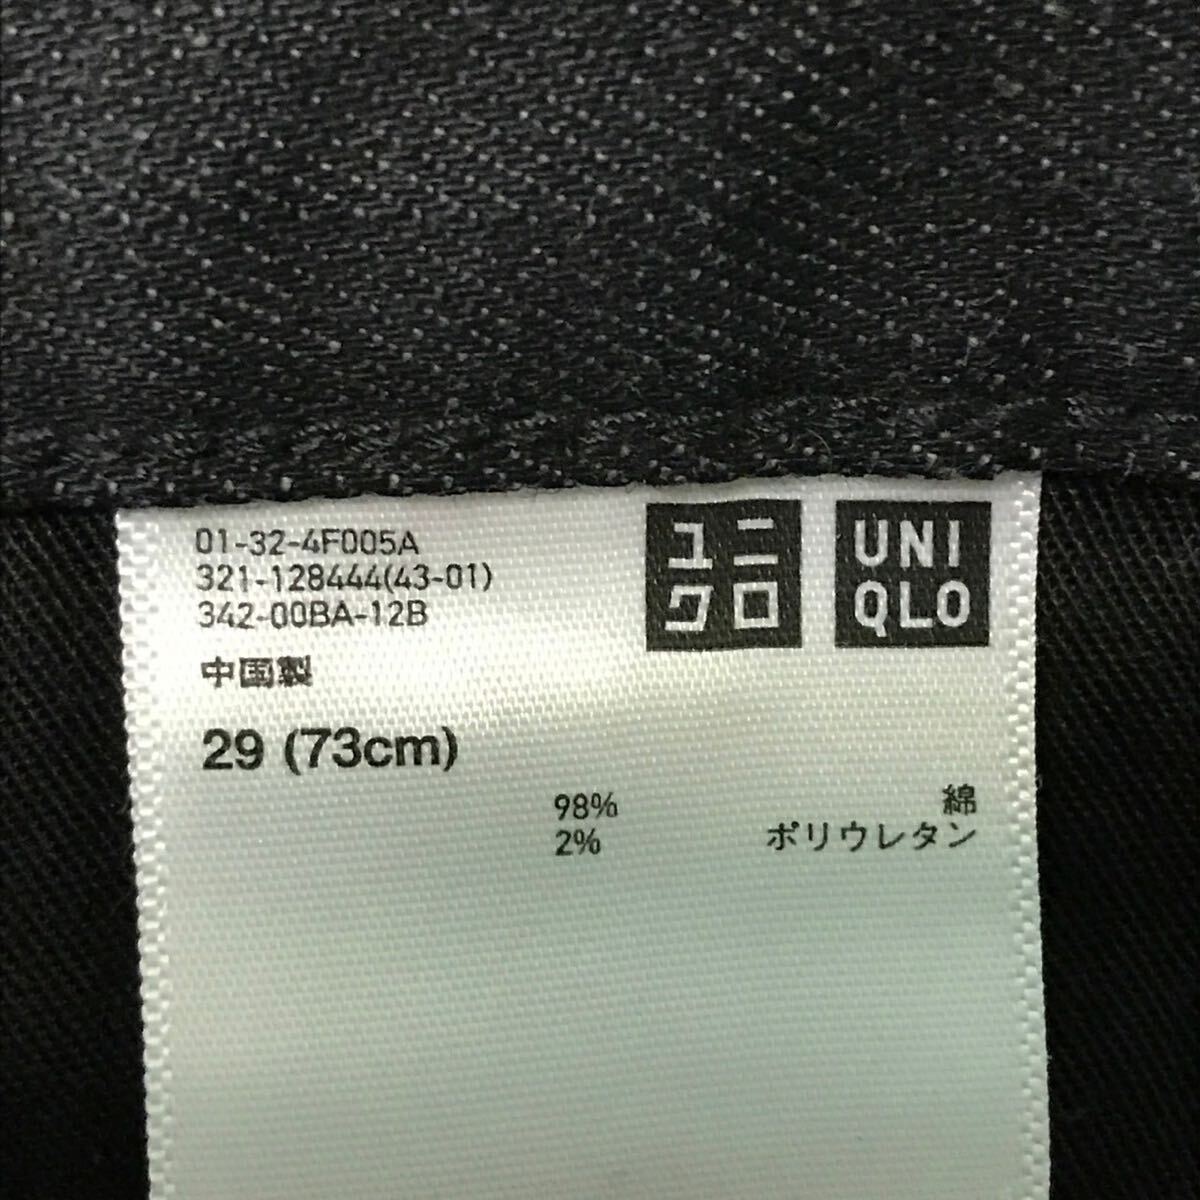 01-32-4F005A
321-128444(43-01)
342-00BA-12B
ユニ
クロ
UNI
QLO
中国製
29 (73cm)
98% 綿
2% ポリウレタン